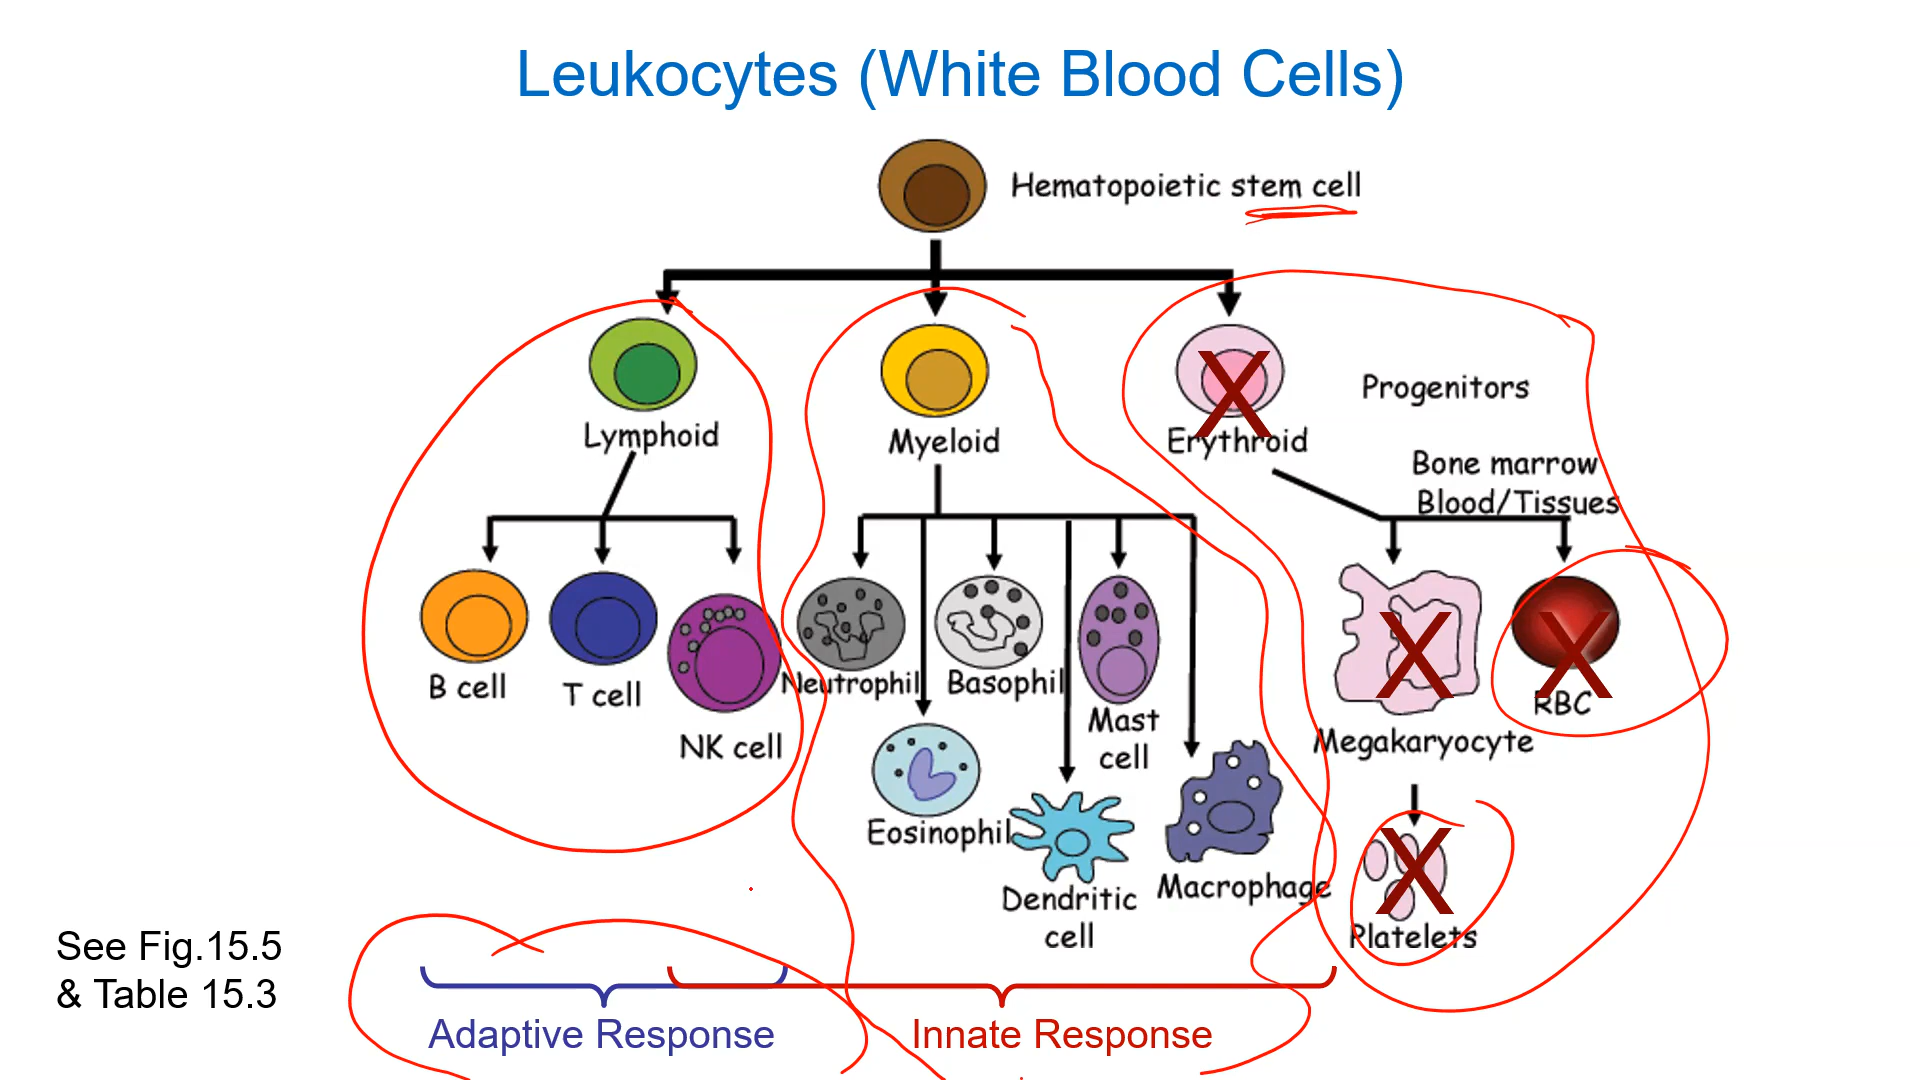 Leukocytes (White Blood Cells)
Hematopoietic stem cell
Lymphoid
Myeloid
Erythroid
Progenitors
Bone marrow
Blood/Tissues
B cell
T cell
NK cell
Neutrophil
Basophil
Mast
cell
Eosinophil
Dendritic
cell
Macrophage
Megakaryocyte
RBC
Platelets
X
X
X
X
See Fig.15.5
& Table 15.3
Adaptive Response
Innate Response